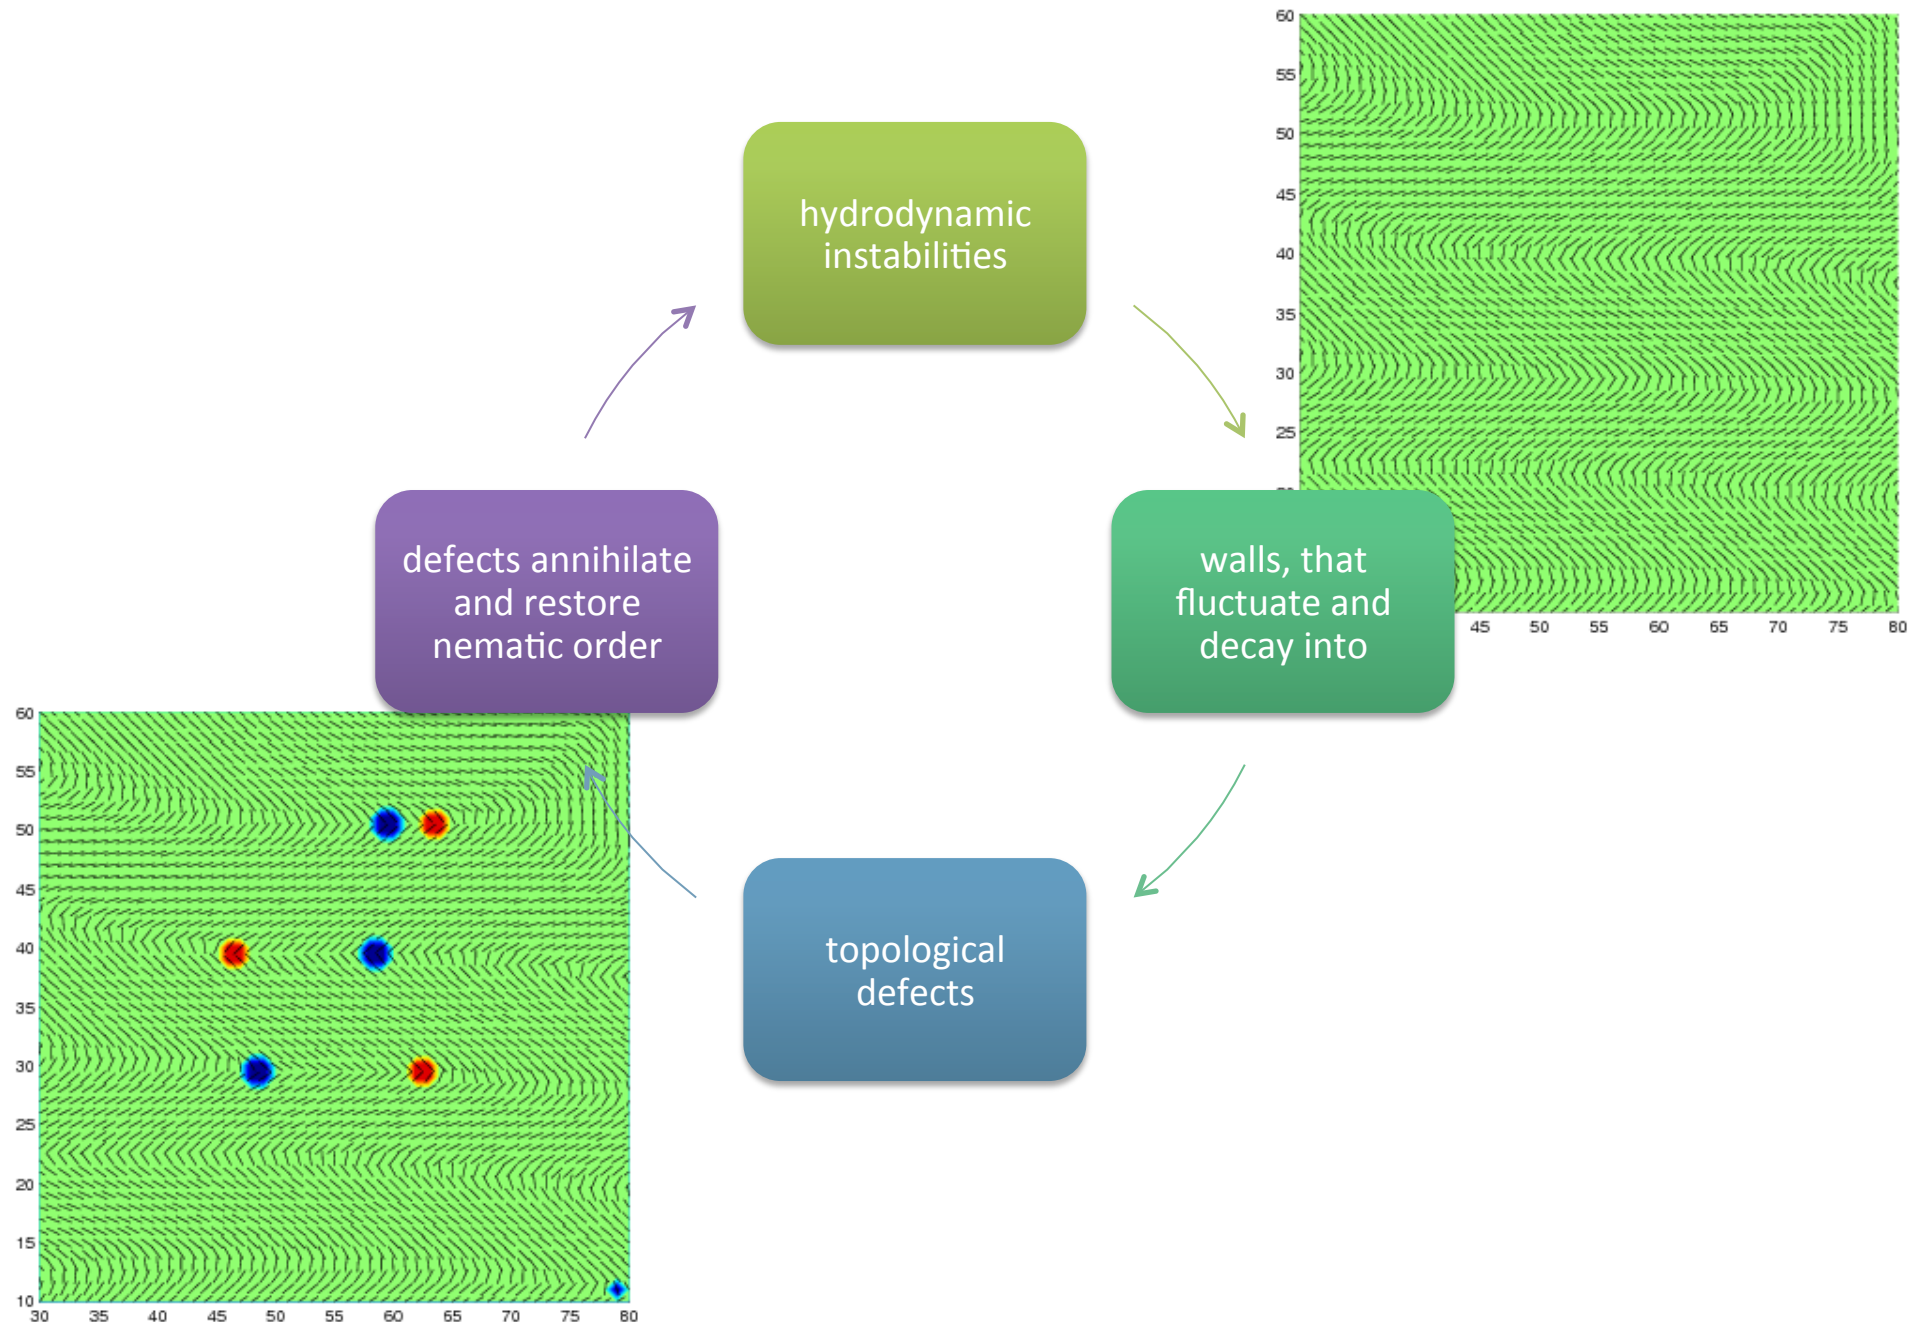 60
55
50
45
40
35
30
25
45 50 55 60 65 70 75 80
hydrodynamic
instabilities
walls, that
fluctuate and
decay into
topological
defects
defects annihilate
and restore
nematic order
60
55
50
45
40
35
30
25
20
15
10
30 35 40 45 50 55 60 65 70 75 80